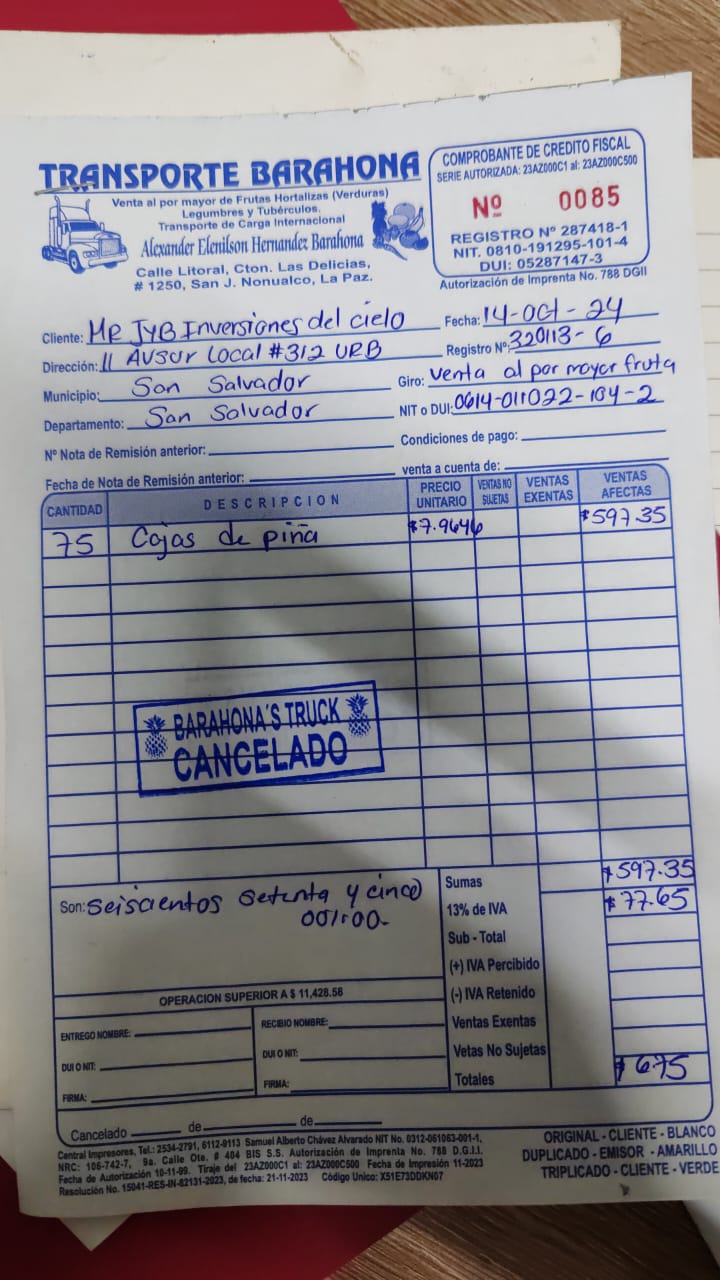 TRANSPORTE BARAHONA
Venta al por mayor de Frutas Hortalizas (Verduras)
Legumbres y Tubérculos.
Transporte de Carga Internacional
Alexander Elenilson Hernandez Barahona
Calle Litoral, Cton. Las Delicias,
# 1250, San J. Nonualco, La Paz.
COMPROBANTE DE CREDITO FISCAL
SERIE AUTORIZADA: 23AZ000C1 al: 23AZ000C500
Nº 0085
REGISTRO Nº 287418-1
NIT. 0810-191295-101-4
DUI: 05287147-3
Autorización de Imprenta No. 788 DGII
Cliente: MR JYB Inversiones del cielo
Fecha: 14-oct-24
Dirección: 11 AVSUR Local #312 URB
Registro Nº: 320113-6
Municipio: San Salvador
Giro: Venta al por mayor fruta
Departamento: San Salvador
NIT o DUI: 0614-011022-104-2
Nº Nota de Remisión anterior:
Condiciones de pago:
Fecha de Nota de Remisión anterior:
venta a cuenta de:
CANTIDAD DESCRIPCION PRECIO UNITARIO VENTAS NO SUJETAS VENTAS EXENTAS VENTAS AFECTAS
75 Cajas de piña $7.9646 $597.35
BARAHONA'S TRUCK
CANCELADO
Son: Seiscientos setenta y cinco
00/100-
Sumas $597.35
13% de IVA $77.65
Sub - Total
(+) IVA Percibido
(-) IVA Retenido
Ventas Exentas
Vetas No Sujetas
Totales $675
OPERACION SUPERIOR A $ 11,428.58
ENTREGO NOMBRE:
RECIBIO NOMBRE:
DUI O NIT:
DUI O NIT:
FIRMA:
FIRMA:
Cancelado de de
Central Impresores, Tel.: 2534-2791, 6112-9113 Samuel Alberto Chávez Alvarado NIT No. 0312-061063-001-1,
NRC: 106-742-7, 9a. Calle Ote. # 404 BIS S.S. Autorización de Imprenta No. 788 D.G.I.I.
Fecha de Autorización 10-11-99. Tiraje del 23AZ000C1 al: 23AZ000C500 Fecha de Impresión 11-2023
Resolución No. 15041-RES-IN-82131-2023, de fecha: 21-11-2023 Código Unico: X51E73DDKN07
ORIGINAL - CLIENTE - BLANCO
DUPLICADO - EMISOR - AMARILLO
TRIPLICADO - CLIENTE - VERDE